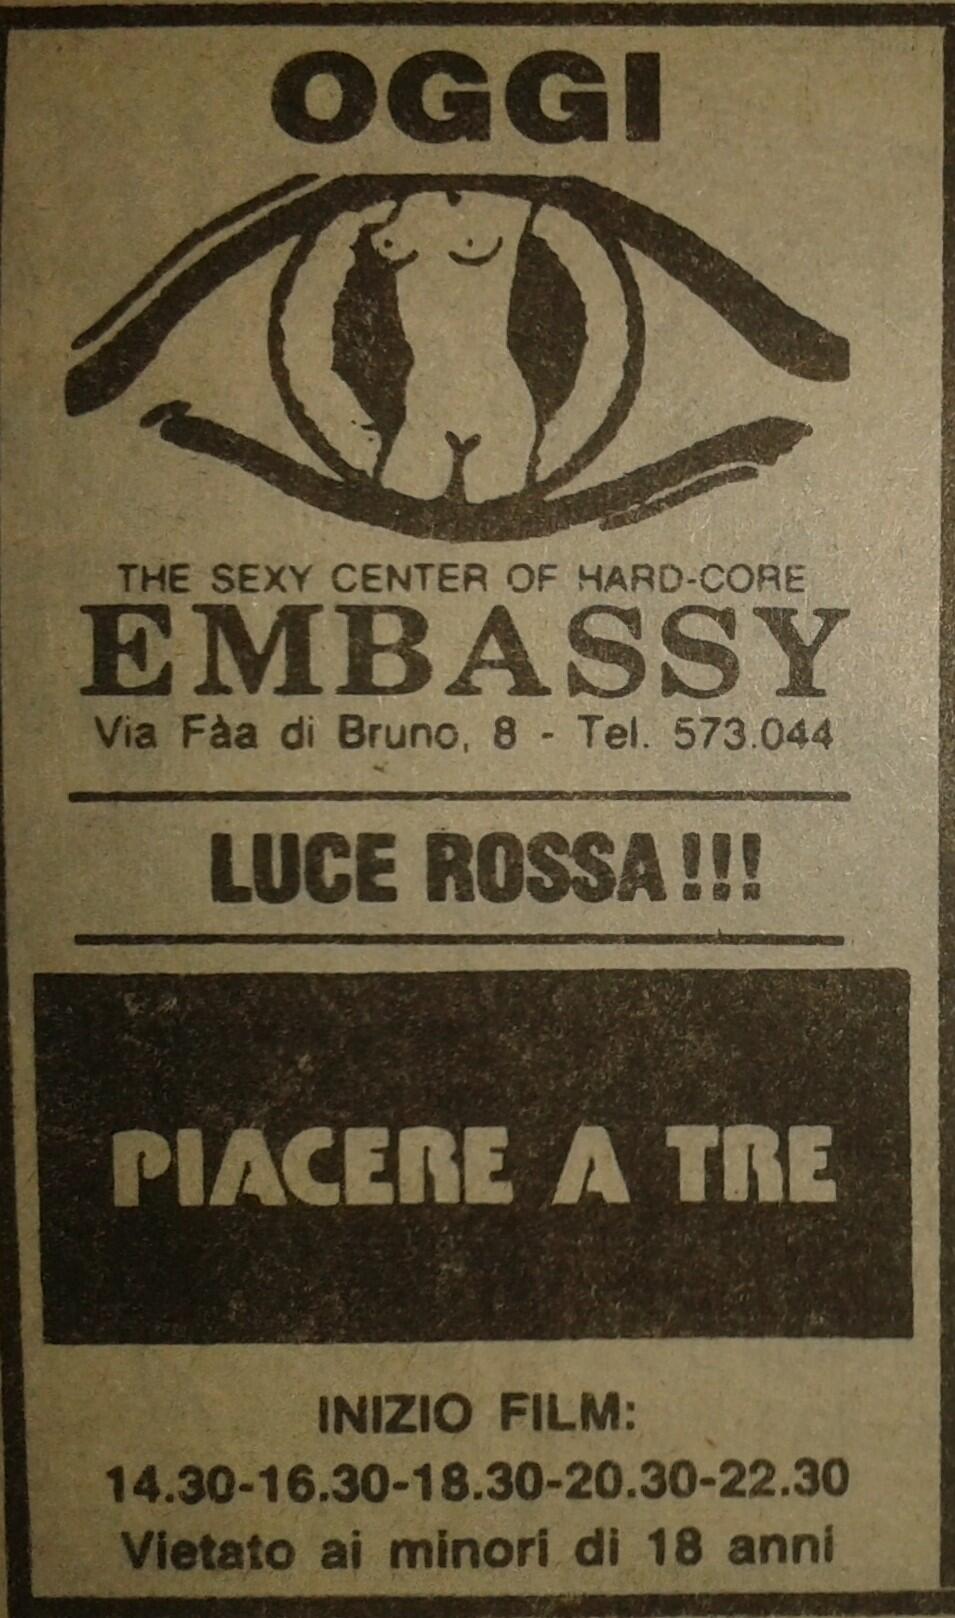 OGGI
THE SEXY CENTER OF HARD-CORE
EMBASSY
Via Fàa di Bruno, 8 - Tel. 573.044
LUCE ROSSA!!!
PIACERE A TRE
INIZIO FILM:
14.30-16.30-18.30-20.30-22.30
Vietato ai minori di 18 anni